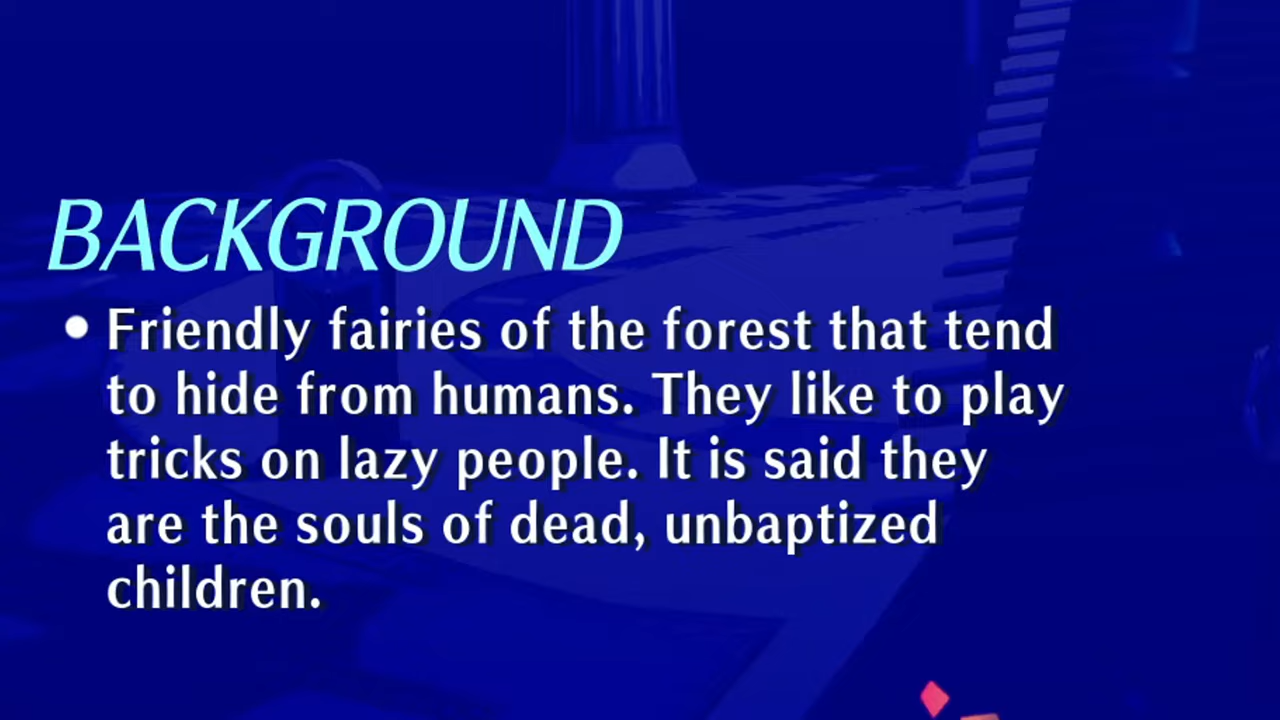 BACKGROUND
• Friendly fairies of the forest that tend
to hide from humans. They like to play
tricks on lazy people. It is said they
are the souls of dead, unbaptized
children.